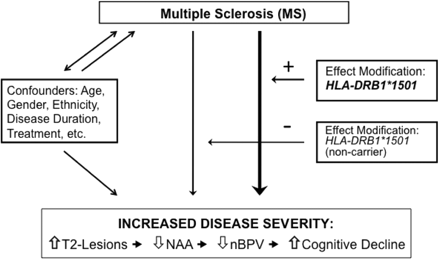 Multiple Sclerosis (MS)
+
Effect Modification:
HLA-DRB1*1501
Confounders: Age,
Gender, Ethnicity,
Disease Duration,
Treatment, etc.
–
Effect Modification:
HLA-DRB1*1501
(non-carrier)
INCREASED DISEASE SEVERITY:
⇧T2-Lesions → ⇩NAA → ⇩nBPV → ⇧Cognitive Decline